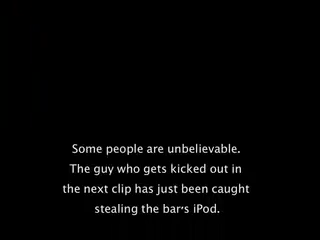 Some people are unbelievable.
The guy who gets kicked out in
the next clip has just been caught
stealing the bar's iPod.